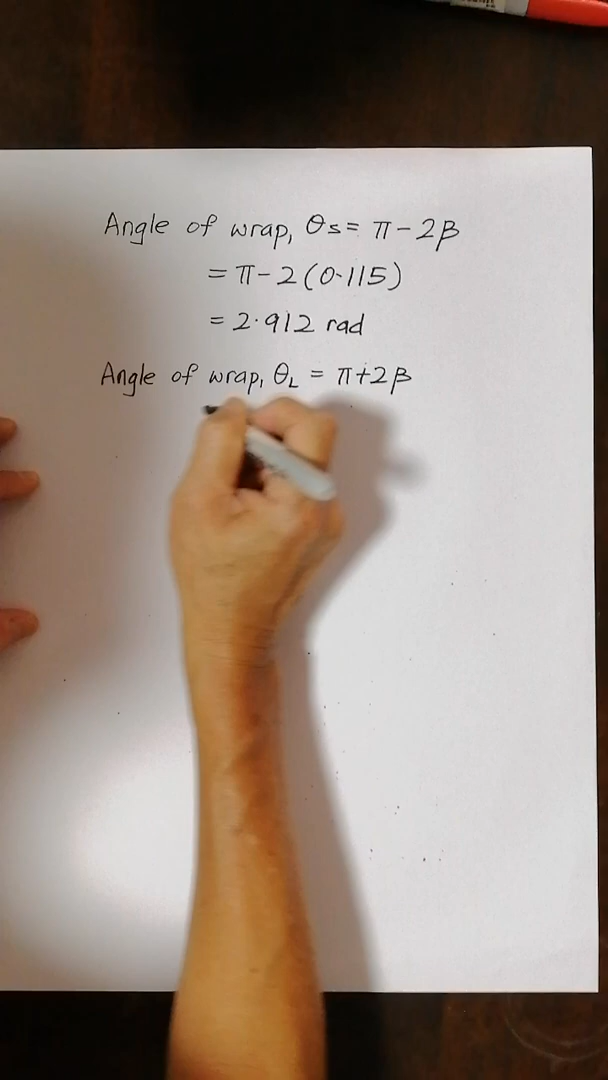 Angle of wrap, θs = π - 2β
= π - 2(0.115)
= 2.912 rad
Angle of wrap, θL = π + 2β